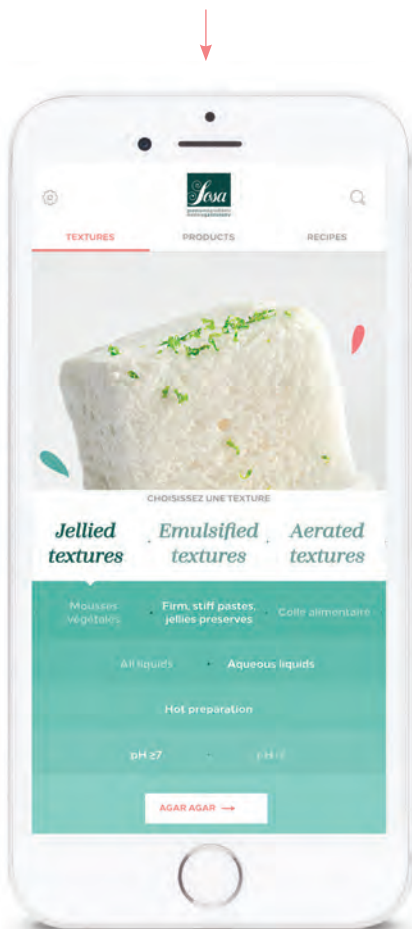 Sosa
TEXTURES PRODUCTS RECIPES
CHOISISSEZ UNE TEXTURE
Jellied · Emulsified · Aerated ·
textures textures textures
Mousses · Firm, stiff pastes, · Colle alimentaire
végétales jellies preserves
All liquids · Aqueous liquids
Hot preparation
pH ≥7 ·
AGAR AGAR →